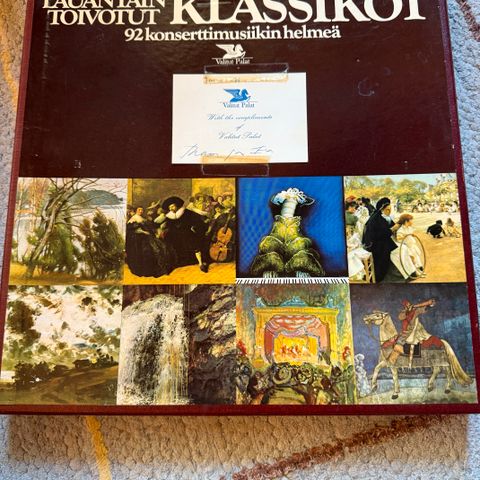 LAUANTAIN
TOIVOTUT
KLASSIKOT
92 konserttimusiikin helmeä
Valitut Palat
Valitut Palat
With the compliments
of
Valitut Palat